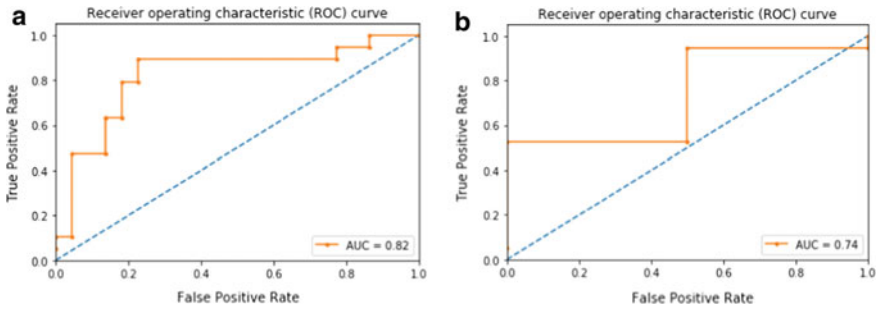 a
Receiver operating characteristic (ROC) curve
1.0
0.8
0.6
0.4
0.2
0.0
True Positive Rate
0.0 0.2 0.4 0.6 0.8 1.0
False Positive Rate
AUC = 0.82
b
Receiver operating characteristic (ROC) curve
1.0
0.8
0.6
0.4
0.2
0.0
True Positive Rate
0.0 0.2 0.4 0.6 0.8 1.0
False Positive Rate
AUC = 0.74